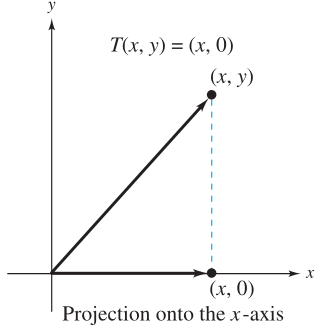 y
T(x, y) = (x, 0)
(x, y)
x
(x, 0)
Projection onto the x-axis